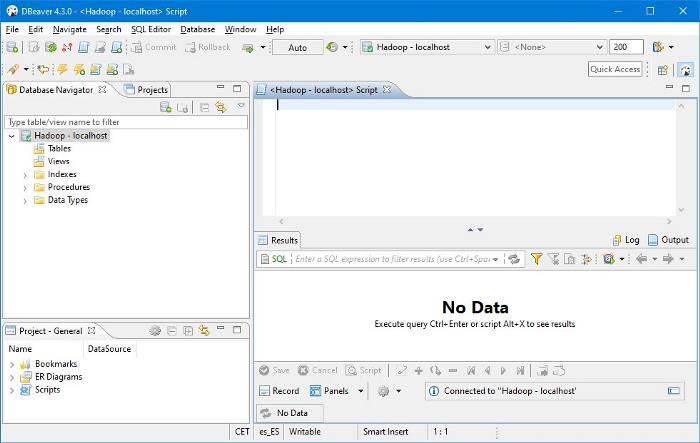 DBeaver 4.3.0 - <Hadoop - localhost> Script
File Edit Navigate Search SQL Editor Database Window Help
Commit Rollback Auto Hadoop - localhost <None> 200
Quick Access
Database Navigator Projects
<Hadoop - localhost> Script
Type table/view name to filter
Hadoop - localhost
Tables
Views
Indexes
Procedures
Data Types
Results
Log Output
SQL Enter a SQL expression to filter results (use Ctrl+Spac
No Data
Execute query Ctrl+Enter or script Alt+X to see results
Project - General
Name DataSource
Bookmarks
ER Diagrams
Scripts
Save Cancel Script
Record Panels Connected to "Hadoop - localhost'
No Data
CET es_ES Writable Smart Insert 1 : 1